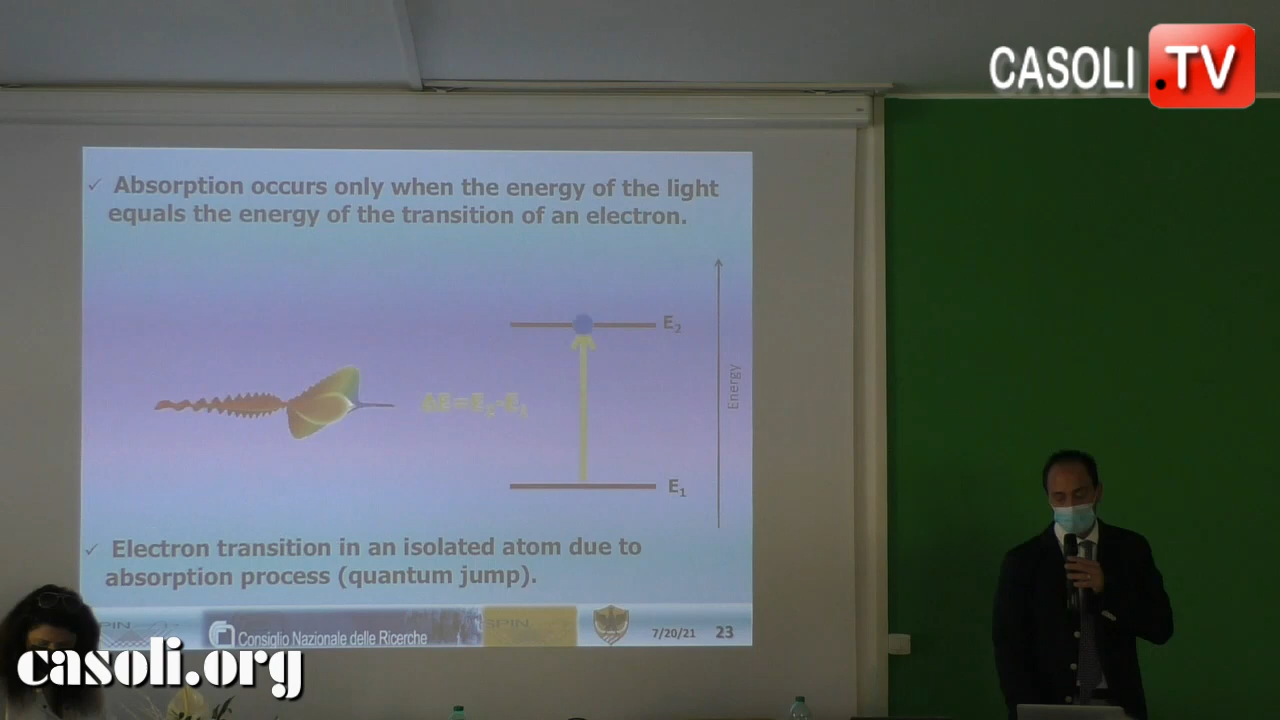 CASOLI .TV
✓ Absorption occurs only when the energy of the light
equals the energy of the transition of an electron.
E2
ΔE=E2-E1
Energy
E1
✓ Electron transition in an isolated atom due to
absorption process (quantum jump).
SPIN
Consiglio Nazionale delle Ricerche
SPIN
7/20/21 23
casoli.org